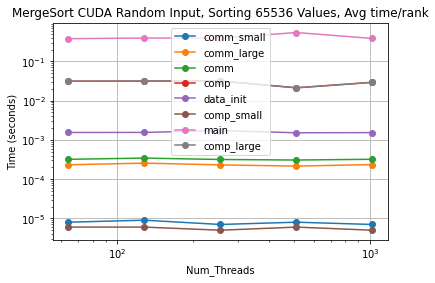 MergeSort CUDA Random Input, Sorting 65536 Values, Avg time/rank
comm_small
comm_large
comm
comp
data_init
comp_small
main
comp_large
Time (seconds)
10⁻¹
10⁻²
10⁻³
10⁻⁴
10⁻⁵
10²
10³
Num_Threads